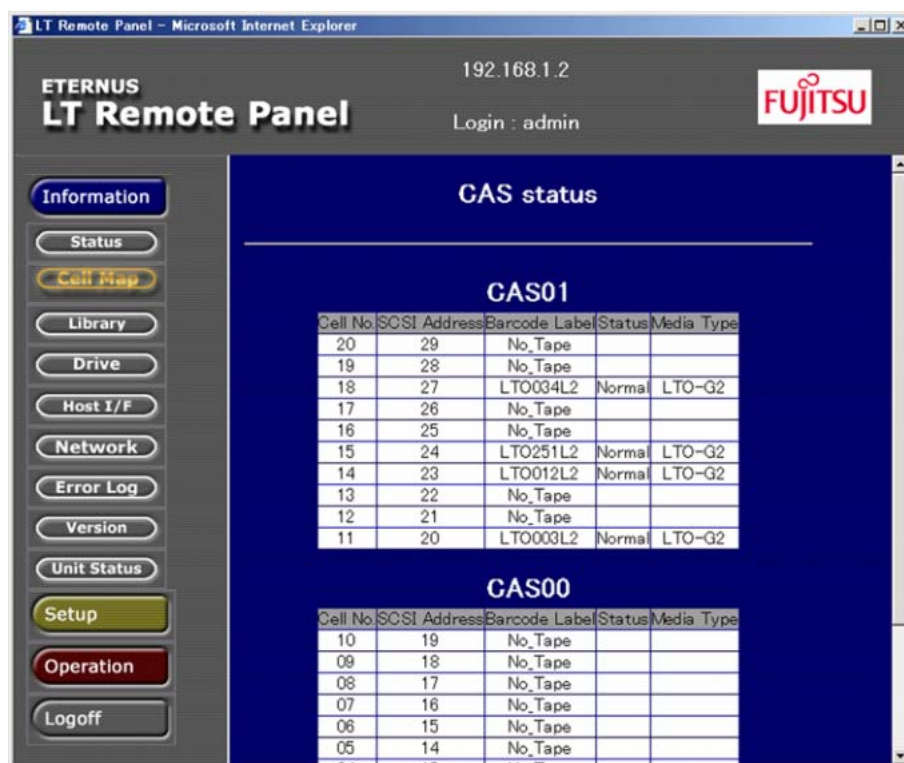 LT Remote Panel - Microsoft Internet Explorer
192.168.1.2
ETERNUS
LT Remote Panel
Login : admin
FUJITSU
Information
Status
Cell Map
Library
Drive
Host I/F
Network
Error Log
Version
Unit Status
Setup
Operation
Logoff
CAS status
CAS01
Cell No. SCSI Address Barcode Label Status Media Type
20 29 No_Tape
19 28 No_Tape
18 27 LTO034L2 Normal LTO-G2
17 26 No_Tape
16 25 No_Tape
15 24 LTO251L2 Normal LTO-G2
14 23 LTO012L2 Normal LTO-G2
13 22 No_Tape
12 21 No_Tape
11 20 LTO003L2 Normal LTO-G2
CAS00
Cell No. SCSI Address Barcode Label Status Media Type
10 19 No_Tape
09 18 No_Tape
08 17 No_Tape
07 16 No_Tape
06 15 No_Tape
05 14 No_Tape